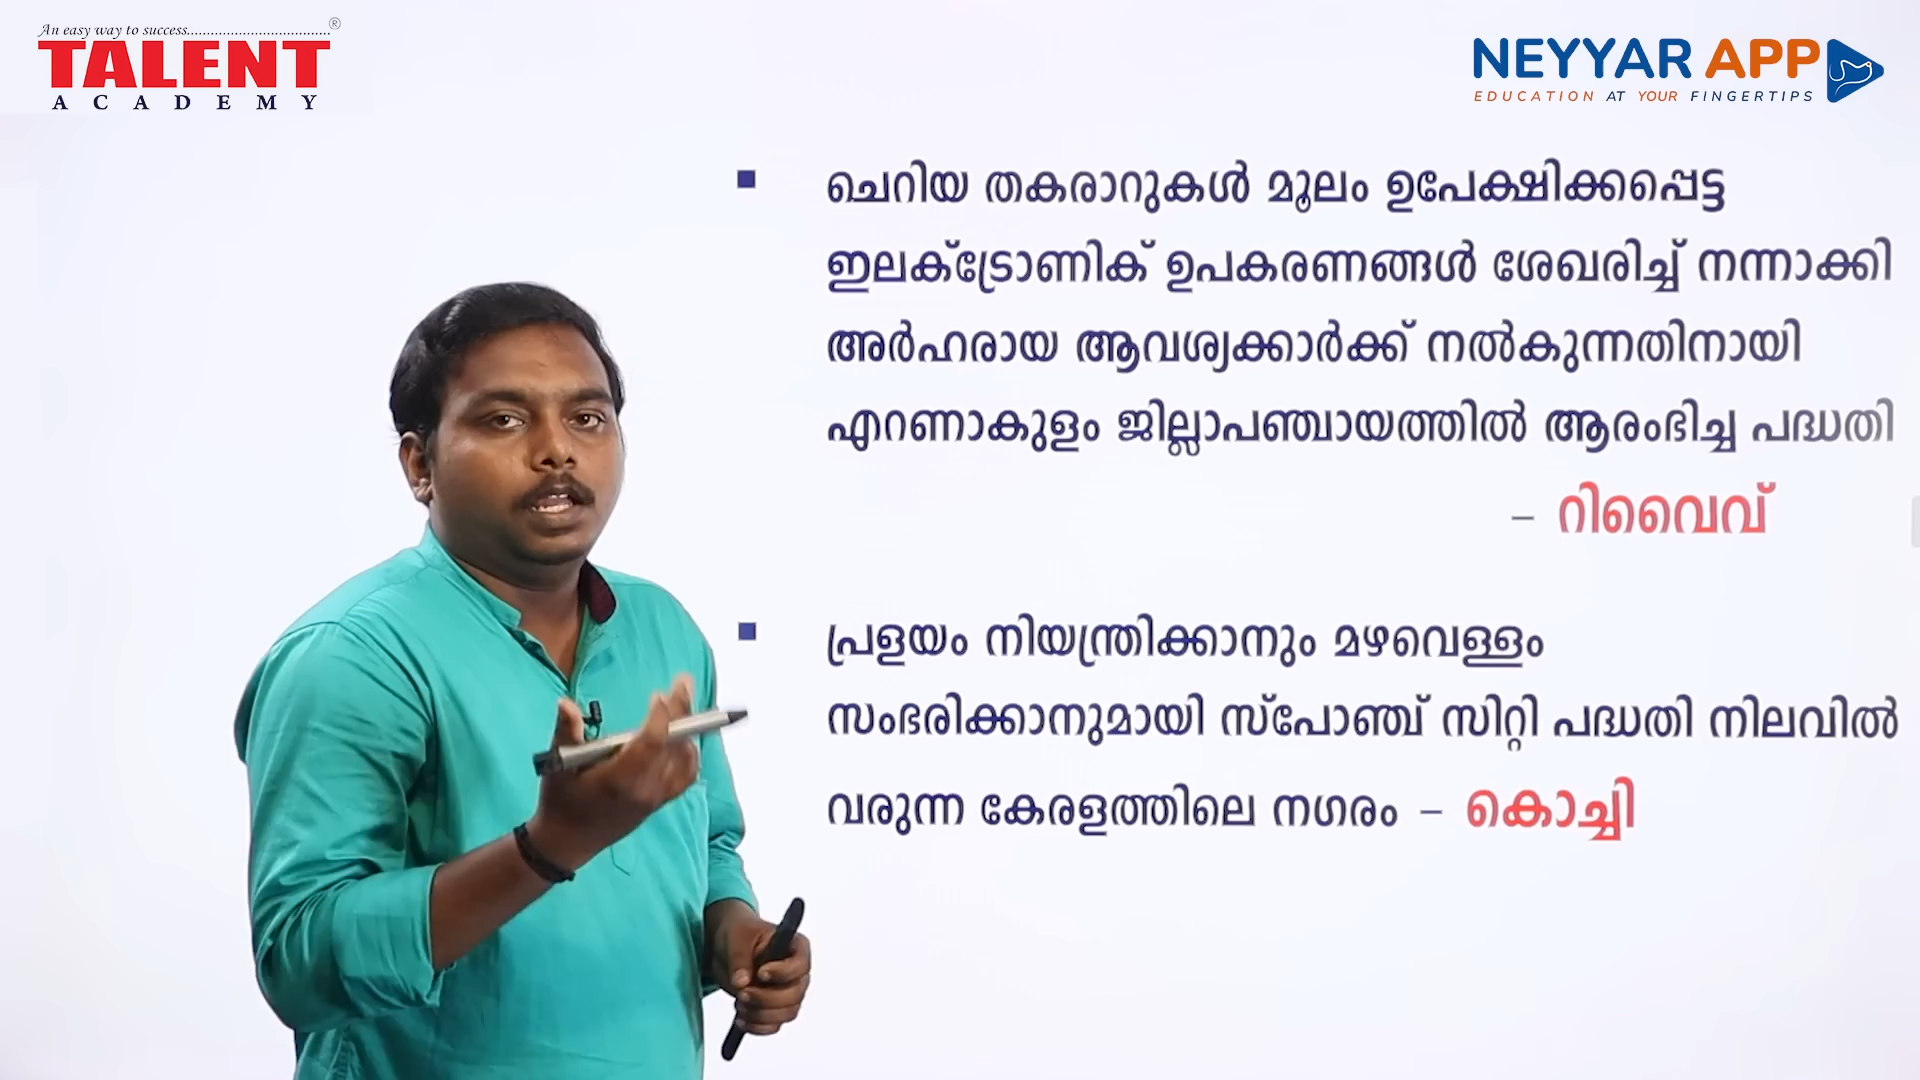 An easy way to success.....................................®
TALENT
ACADEMY
NEYYAR APP
EDUCATION AT YOUR FINGERTIPS
▪ ചെറിയ തകരാറുകൾ മൂലം ഉപേക്ഷിക്കപ്പെട്ട
ഇലക്ട്രോണിക് ഉപകരണങ്ങൾ ശേഖരിച്ച് നന്നാക്കി
അർഹരായ ആവശ്യക്കാർക്ക് നൽകുന്നതിനായി
എറണാകുളം ജില്ലാപഞ്ചായത്തിൽ ആരംഭിച്ച പദ്ധതി
– റിവൈവ്
▪ പ്രളയം നിയന്ത്രിക്കാനും മഴവെള്ളം
സംഭരിക്കാനുമായി സ്പോഞ്ച് സിറ്റി പദ്ധതി നിലവിൽ
വരുന്ന കേരളത്തിലെ നഗരം – കൊച്ചി